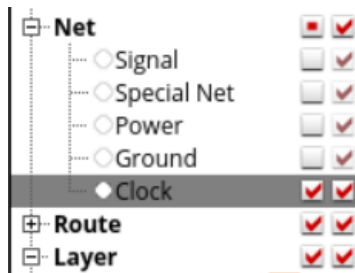 Net
Signal
Special Net
Power
Ground
Clock
Route
Layer